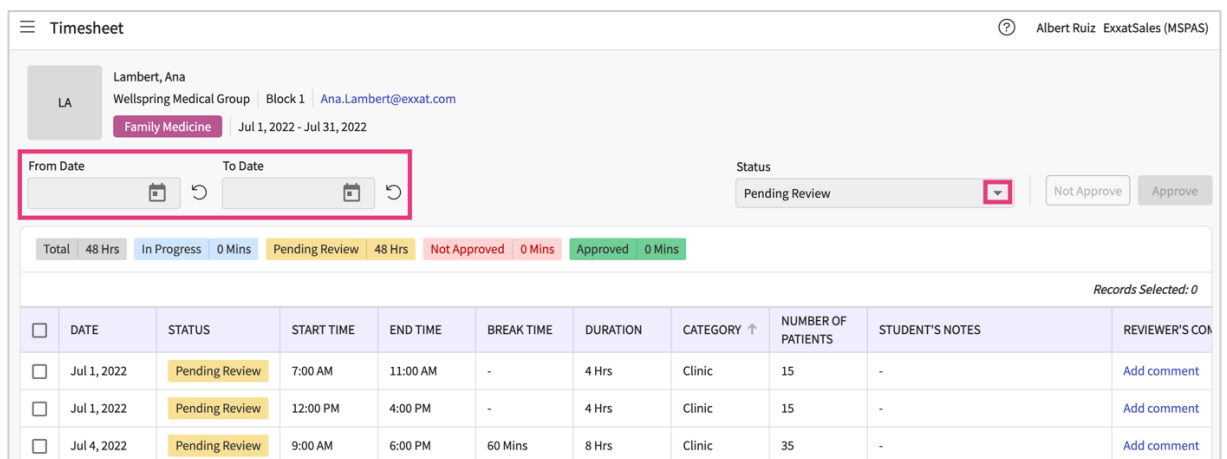 Timesheet
Albert Ruiz ExxatSales (MSPAS)
LA
Lambert, Ana
Wellspring Medical Group Block 1 Ana.Lambert@exxat.com
Family Medicine Jul 1, 2022 - Jul 31, 2022
From Date To Date Status
Pending Review Not Approve Approve
Total 48 Hrs In Progress 0 Mins Pending Review 48 Hrs Not Approved 0 Mins Approved 0 Mins
Records Selected: 0
DATE STATUS START TIME END TIME BREAK TIME DURATION CATEGORY ↑ NUMBER OF PATIENTS STUDENT'S NOTES REVIEWER'S COM
Jul 1, 2022 Pending Review 7:00 AM 11:00 AM - 4 Hrs Clinic 15 - Add comment
Jul 1, 2022 Pending Review 12:00 PM 4:00 PM - 4 Hrs Clinic 15 - Add comment
Jul 4, 2022 Pending Review 9:00 AM 6:00 PM 60 Mins 8 Hrs Clinic 35 - Add comment